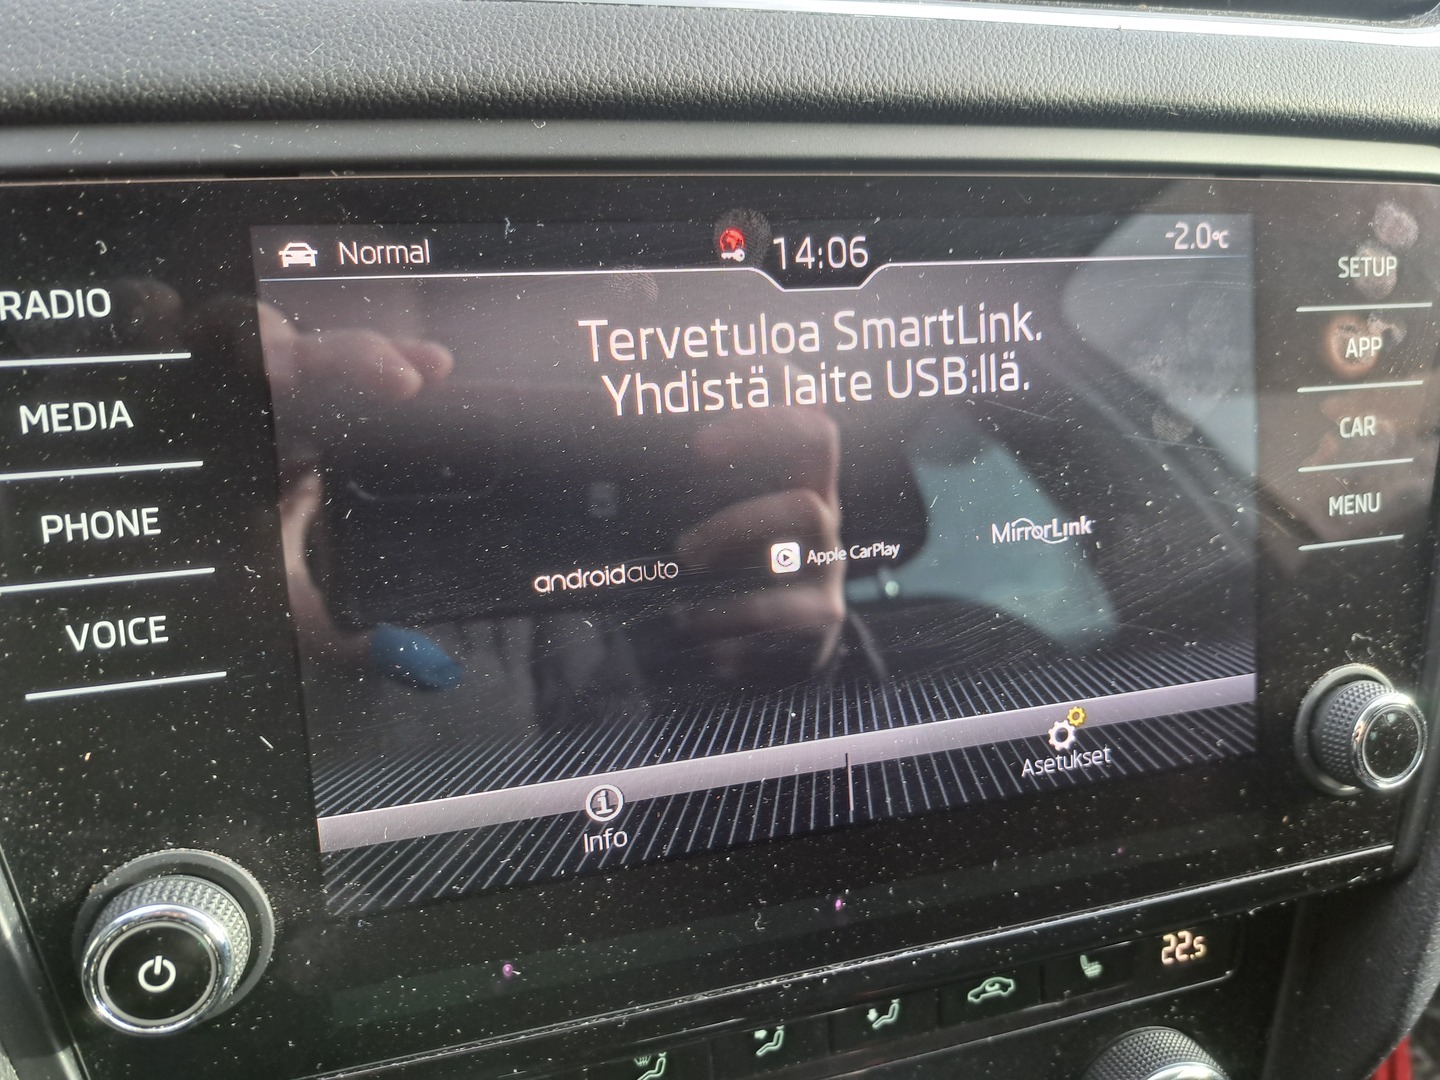 Normal
14:06
-2.0°C
RADIO
MEDIA
PHONE
VOICE
Tervetuloa SmartLink.
Yhdistä laite USB:llä.
androidauto
Apple CarPlay
MirrorLink
Info
Asetukset
SETUP
APP
CAR
MENU
22.5